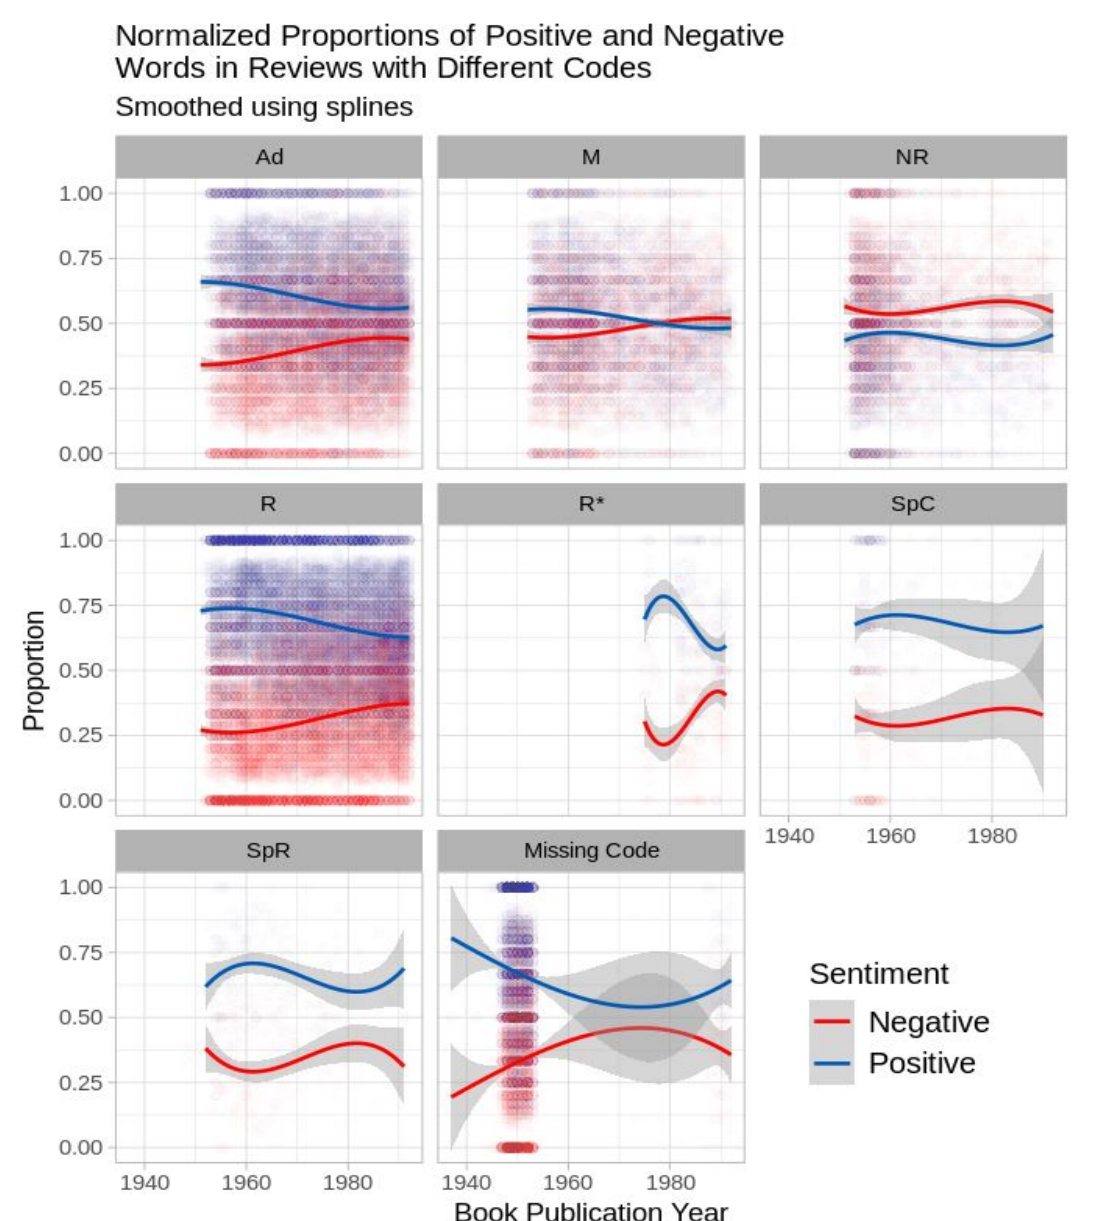 Normalized Proportions of Positive and Negative
Words in Reviews with Different Codes
Smoothed using splines
Ad
M
NR
1.00
0.75
0.50
0.25
0.00
R
R*
SpC
1.00
0.75
0.50
0.25
0.00
Proportion
1940 1960 1980
SpR
Missing Code
1.00
0.75
0.50
0.25
0.00
Sentiment
Negative
Positive
1940 1960 1980
1940 1960 1980
Book Publication Year